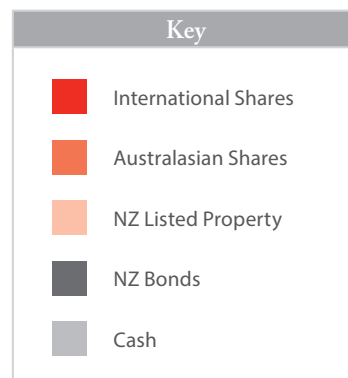 Key
International Shares
Australasian Shares
NZ Listed Property
NZ Bonds
Cash